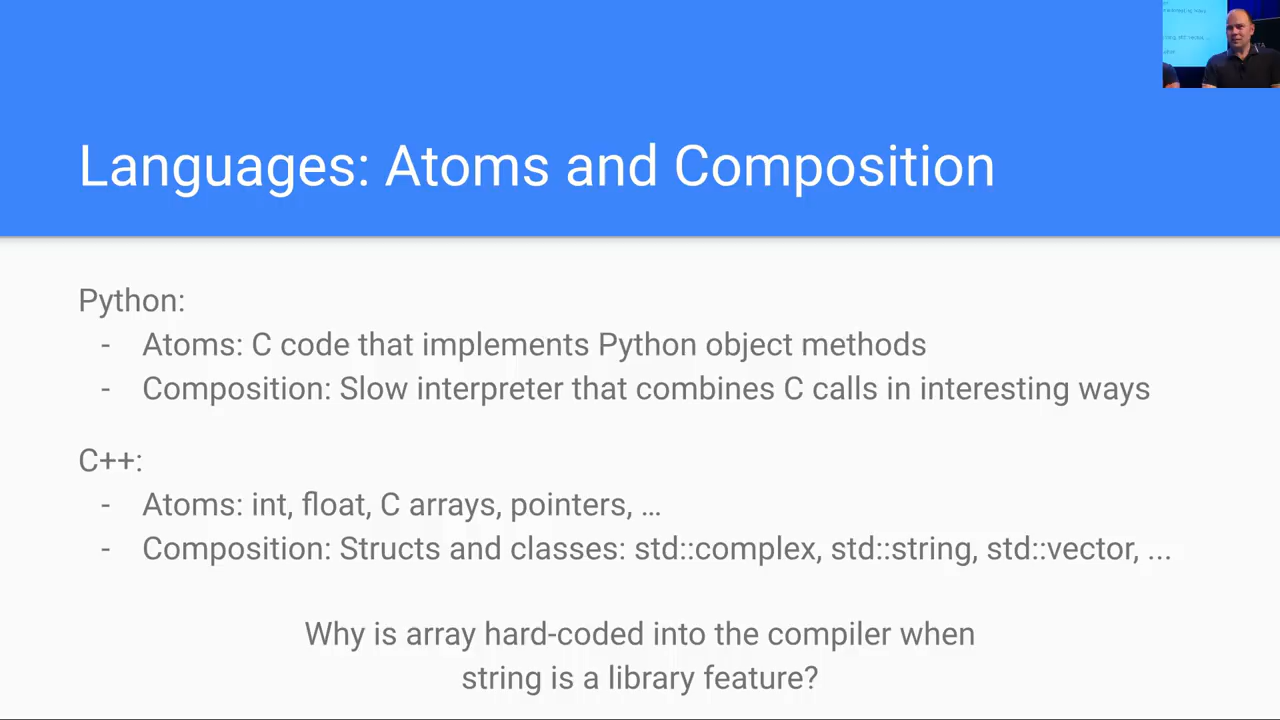 Languages: Atoms and Composition
Python:
- Atoms: C code that implements Python object methods
- Composition: Slow interpreter that combines C calls in interesting ways
C++:
- Atoms: int, float, C arrays, pointers, …
- Composition: Structs and classes: std::complex, std::string, std::vector, ...
Why is array hard-coded into the compiler when
string is a library feature?